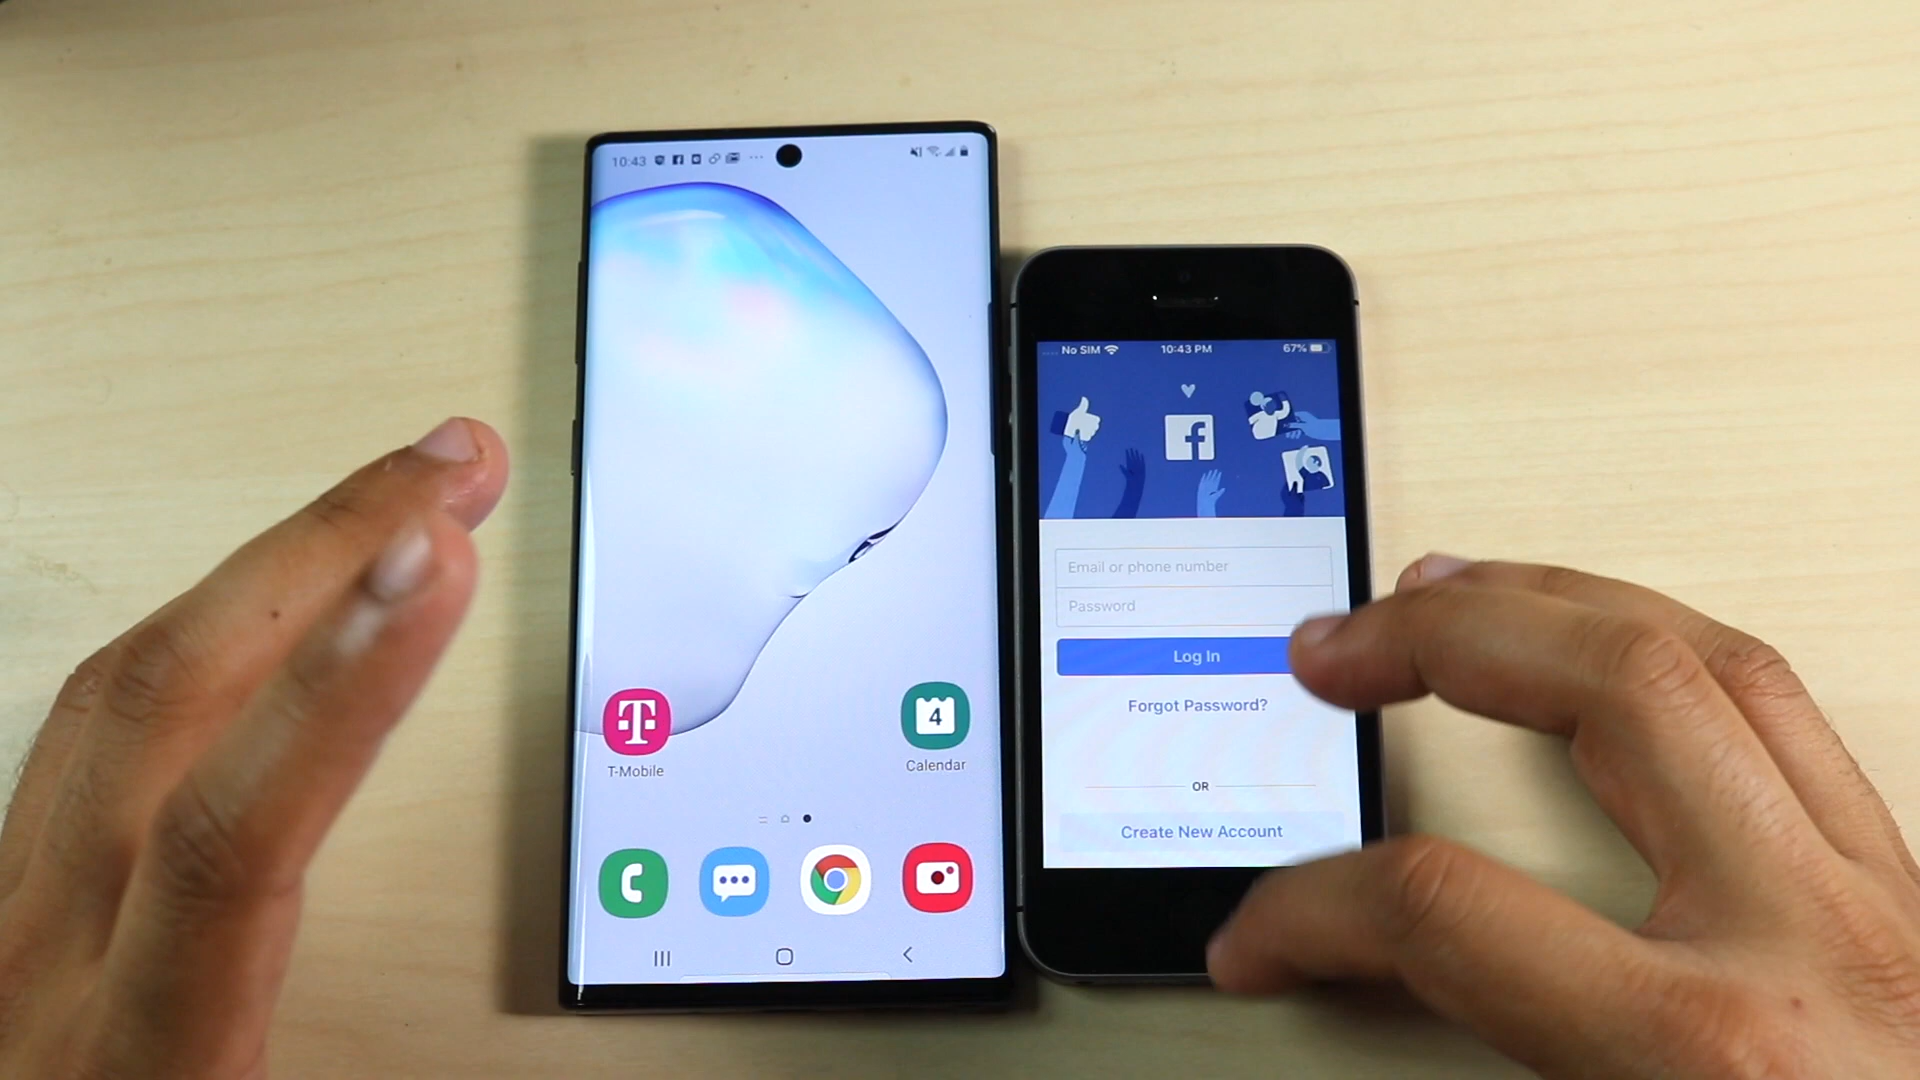 10:43
T-Mobile
4
Calendar
No SIM
10:43 PM
67%
f
Email or phone number
Password
Log In
Forgot Password?
OR
Create New Account